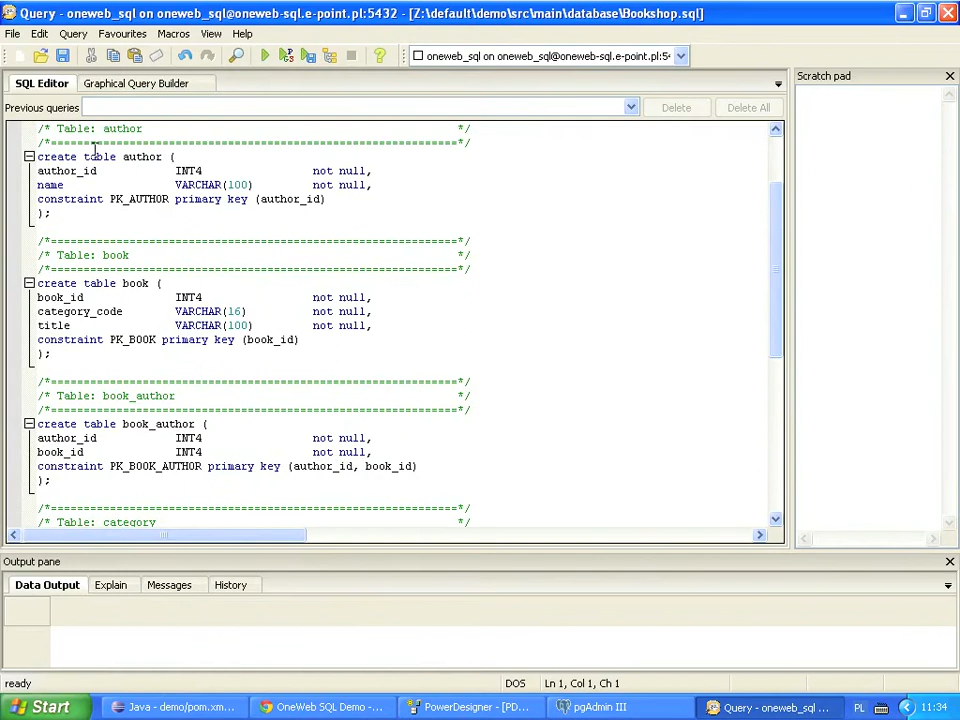 Query - oneweb_sql on oneweb_sql@oneweb-sql.e-point.pl:5432 - [Z:\default\demo\src\main\database\Bookshop.sql]
File Edit Query Favourites Macros View Help
oneweb_sql on oneweb_sql@oneweb-sql.e-point.pl:5
SQL Editor Graphical Query Builder
Scratch pad
Previous queries Delete Delete All
/* Table: author */
/*==============================================================*/
create table author (
author_id INT4 not null,
name VARCHAR(100) not null,
constraint PK_AUTHOR primary key (author_id)
);
/*==============================================================*/
/* Table: book */
/*==============================================================*/
create table book (
book_id INT4 not null,
category_code VARCHAR(16) not null,
title VARCHAR(100) not null,
constraint PK_BOOK primary key (book_id)
);
/*==============================================================*/
/* Table: book_author */
/*==============================================================*/
create table book_author (
author_id INT4 not null,
book_id INT4 not null,
constraint PK_BOOK_AUTHOR primary key (author_id, book_id)
);
/*==============================================================*/
/* Table: category */
Output pane
Data Output Explain Messages History
ready DOS Ln 1, Col 1, Ch 1
Start Java - demo/pom.xm... OneWeb SQL Demo -... PowerDesigner - [PD... pgAdmin III Query - oneweb_sql ... PL 11:34